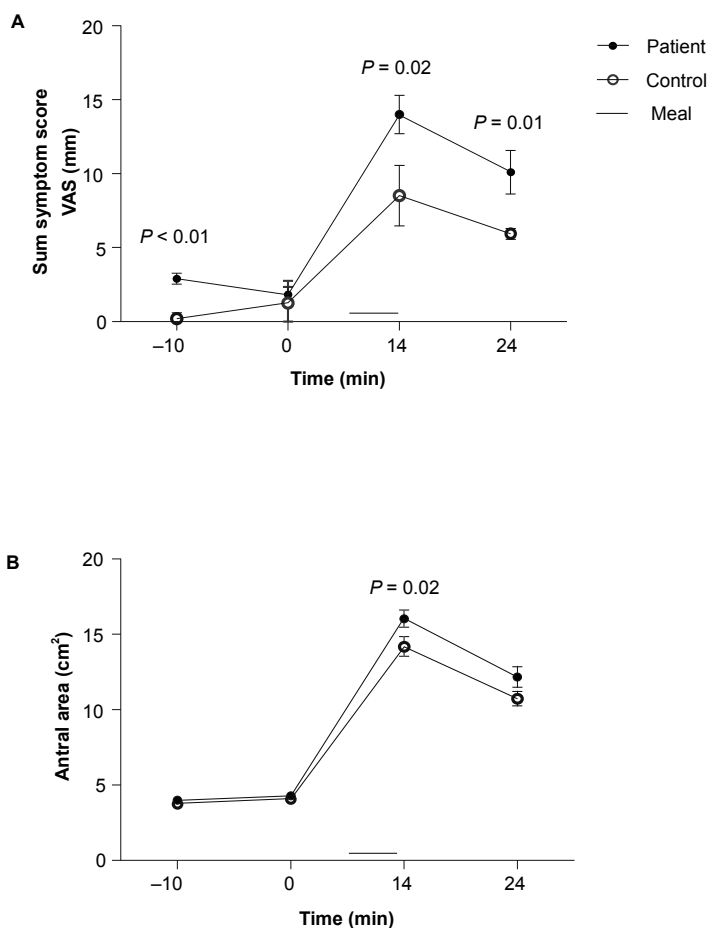 A
20
15
10
5
0
Sum symptom score
VAS (mm)
P < 0.01
P = 0.02
P = 0.01
–10
0
14
24
Time (min)
Patient
Control
Meal
B
20
15
10
5
0
Antral area (cm²)
P = 0.02
–10
0
14
24
Time (min)